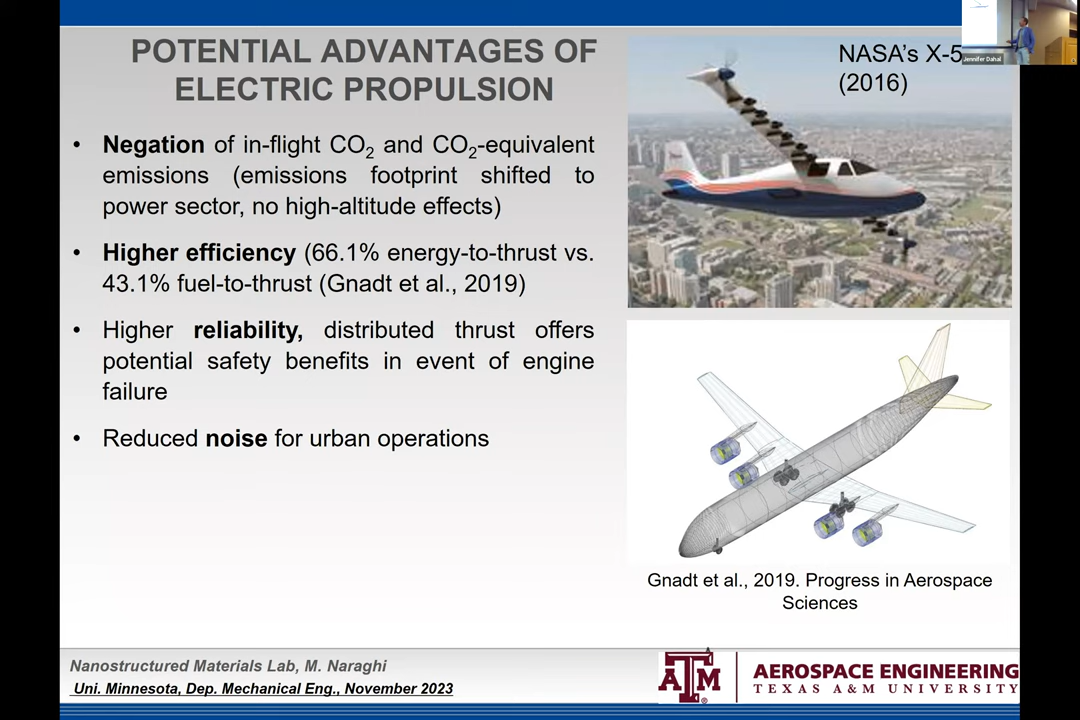 POTENTIAL ADVANTAGES OF
ELECTRIC PROPULSION
• Negation of in-flight CO₂ and CO₂-equivalent
emissions (emissions footprint shifted to
power sector, no high-altitude effects)
• Higher efficiency (66.1% energy-to-thrust vs.
43.1% fuel-to-thrust (Gnadt et al., 2019)
• Higher reliability, distributed thrust offers
potential safety benefits in event of engine
failure
• Reduced noise for urban operations
NASA's X-5
(2016)
Jennifer Dahal
Gnadt et al., 2019. Progress in Aerospace
Sciences
Nanostructured Materials Lab, M. Naraghi
Uni. Minnesota, Dep. Mechanical Eng., November 2023
ATM
AEROSPACE ENGINEERING
TEXAS A&M UNIVERSITY